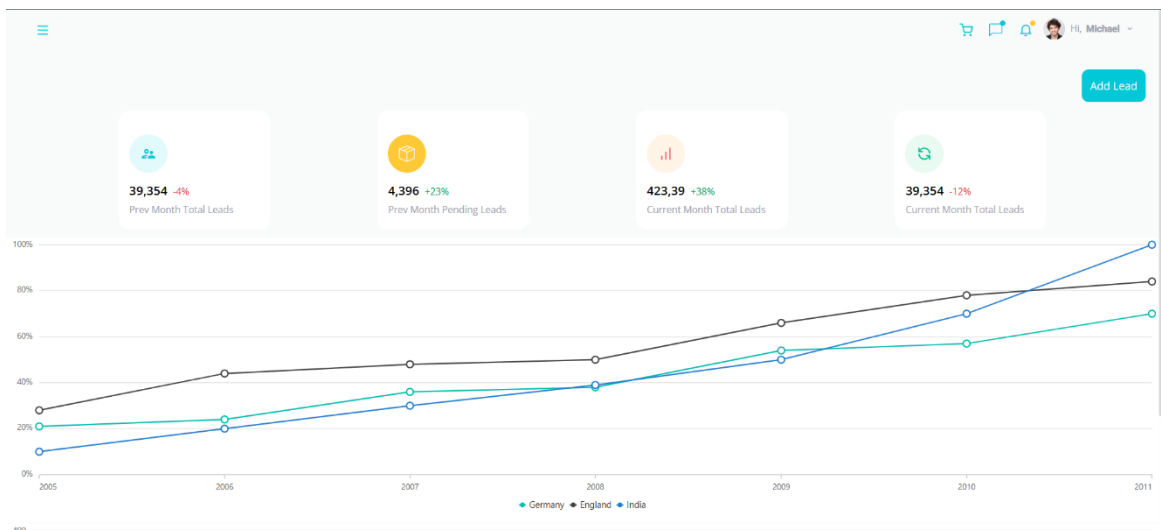 Hi, Michael
Add Lead
39,354 -4%
Prev Month Total Leads
4,396 +23%
Prev Month Pending Leads
423,39 +38%
Current Month Total Leads
39,354 -12%
Current Month Total Leads
100%
80%
60%
40%
20%
0%
2005 2006 2007 2008 2009 2010 2011
Germany England India